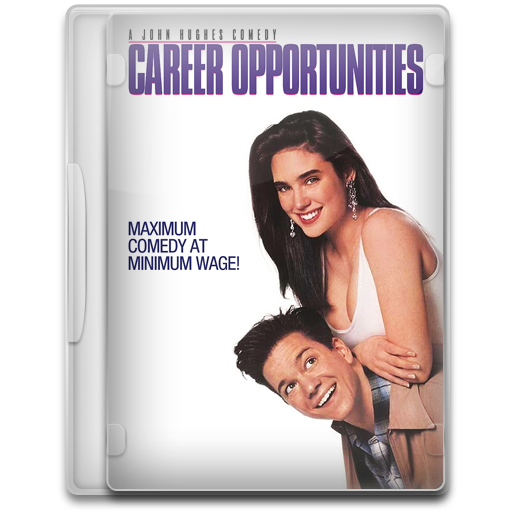 A JOHN HUGHES COMEDY
CAREER OPPORTUNITIES
MAXIMUM
COMEDY AT
MINIMUM WAGE!